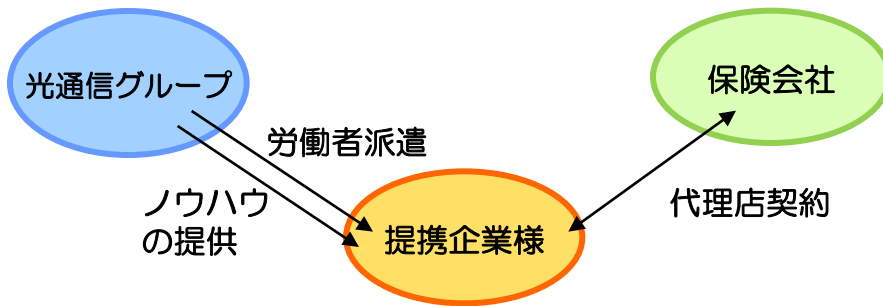 光通信グループ
保険会社
労働者派遣
ノウハウ
の提供
代理店契約
提携企業様